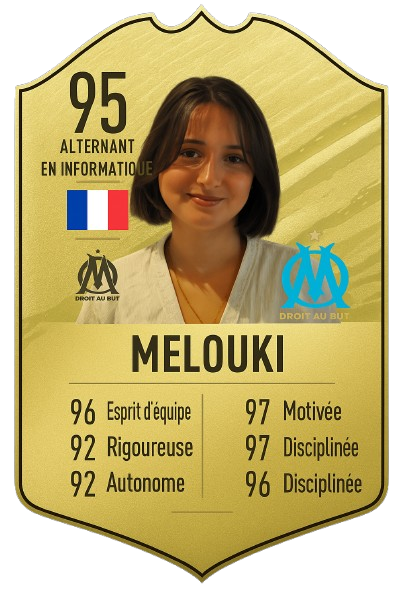 95
ALTERNANT
EN INFORMATIQUE
DROIT AU BUT
DROIT AU BUT
MELOUKI
96 Esprit d'équipe
92 Rigoureuse
92 Autonome
97 Motivée
97 Disciplinée
96 Disciplinée